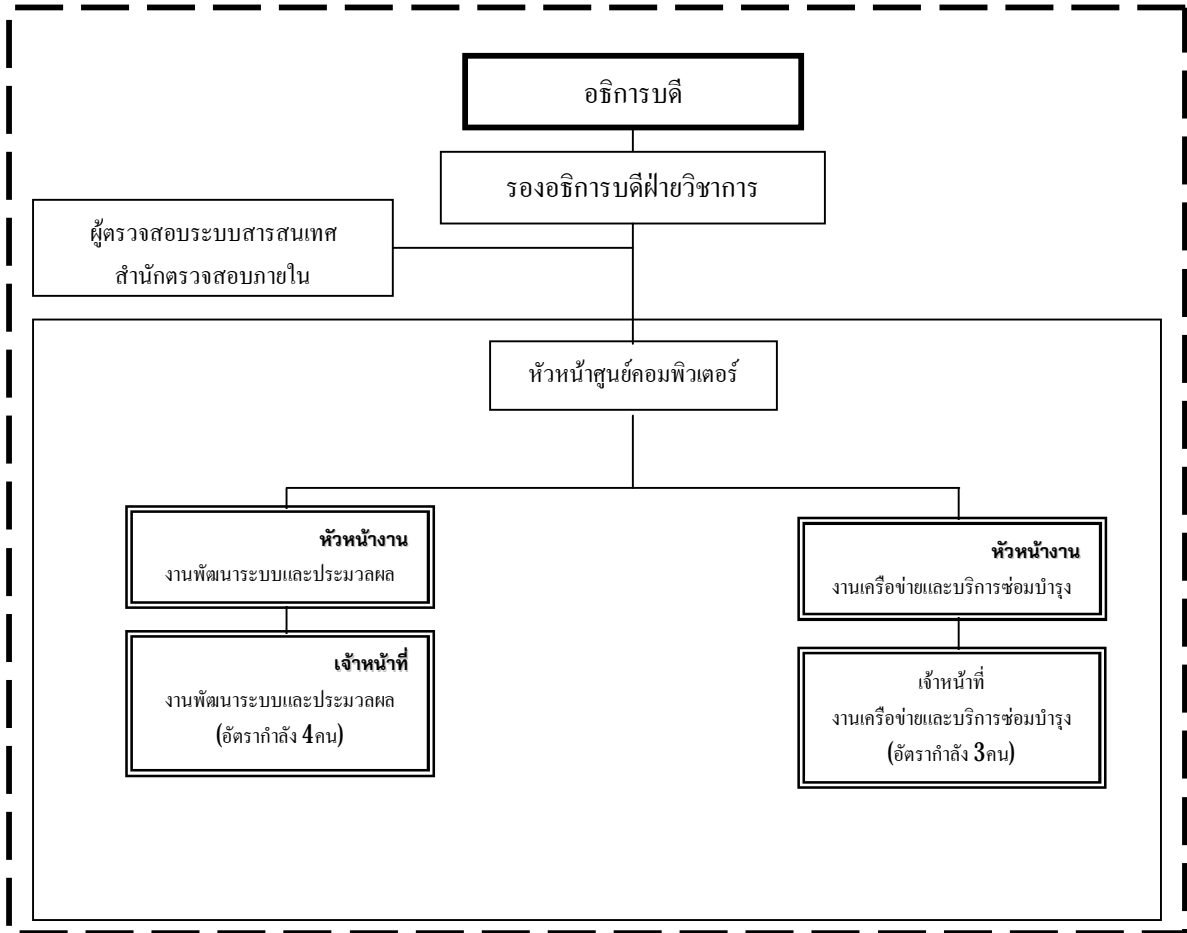 อธิการบดี
รองอธิการบดีฝ่ายวิชาการ
ผู้ตรวจสอบระบบสารสนเทศ
สำนักตรวจสอบภายใน
หัวหน้าศูนย์คอมพิวเตอร์
หัวหน้างาน
งานพัฒนาระบบและประมวลผล
เจ้าหน้าที่
งานพัฒนาระบบและประมวลผล
(อัตรากำลัง 4คน)
หัวหน้างาน
งานเครือข่ายและบริการซ่อมบำรุง
เจ้าหน้าที่
งานเครือข่ายและบริการซ่อมบำรุง
(อัตรากำลัง 3คน)